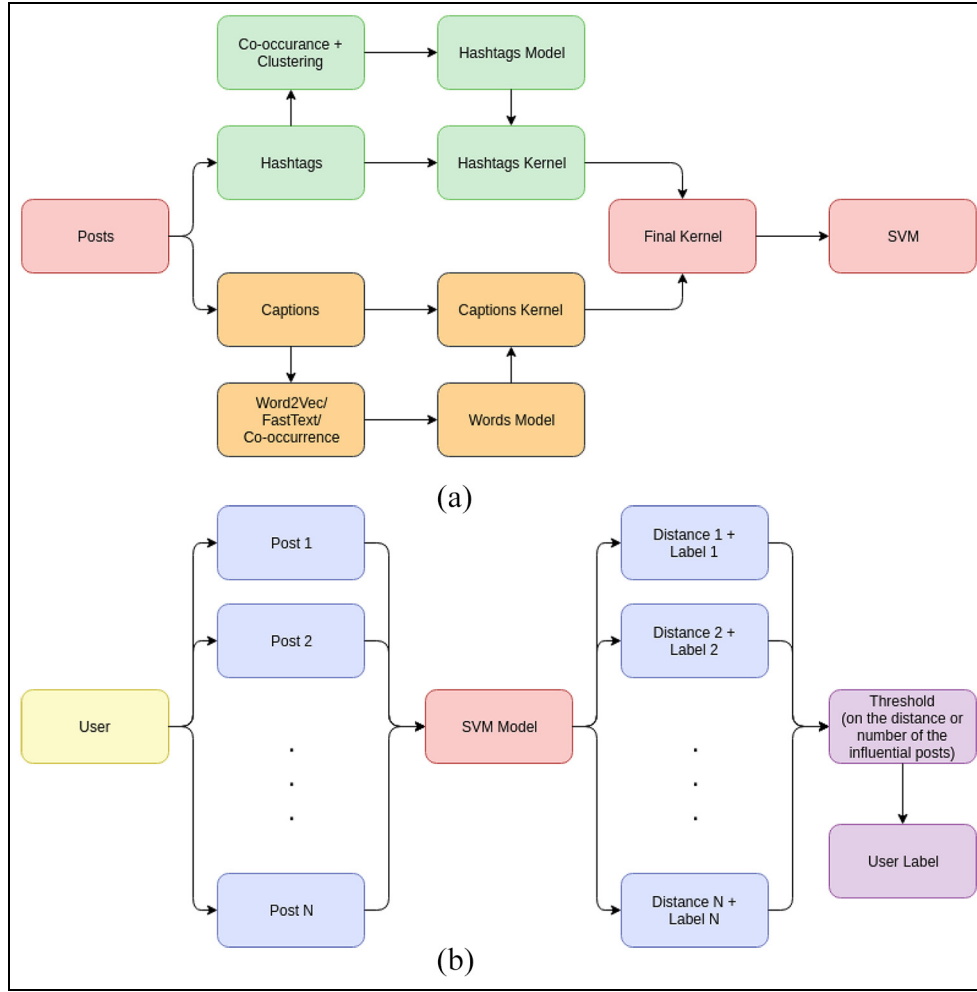 Co-occurance +
Clustering
Hashtags Model
Hashtags
Hashtags Kernel
Posts
Final Kernel
SVM
Captions
Captions Kernel
Word2Vec/
FastText/
Co-occurrence
Words Model
(a)
Post 1
Distance 1 +
Label 1
Post 2
Distance 2 +
Label 2
User
SVM Model
Threshold
(on the distance or
number of the
influential posts)
User Label
Post N
Distance N +
Label N
(b)